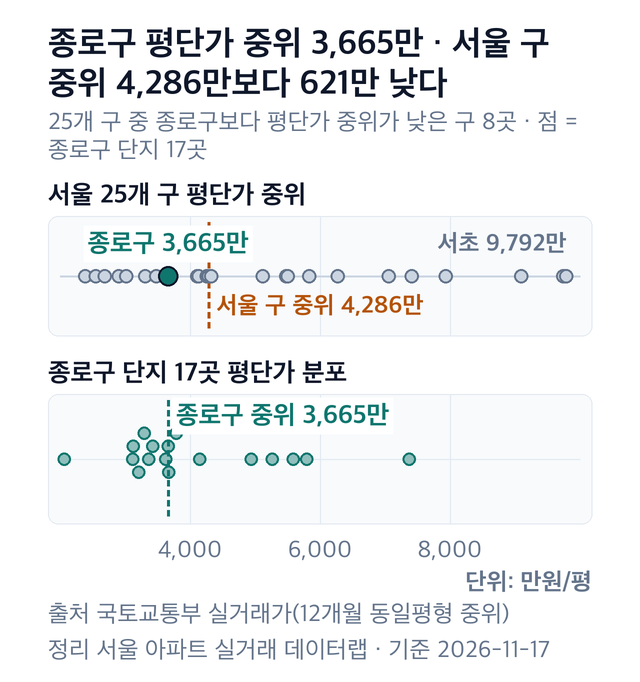 종로구 평단가 중위 3,665만 · 서울 구
중위 4,286만보다 621만 낮다
25개 구 중 종로구보다 평단가 중위가 낮은 구 8곳 · 점 =
종로구 단지 17곳
서울 25개 구 평단가 중위
종로구 3,665만
서초 9,792만
서울 구 중위 4,286만
종로구 단지 17곳 평단가 분포
종로구 중위 3,665만
4,000
6,000
8,000
단위: 만원/평
출처 국토교통부 실거래가(12개월 동일평형 중위)
정리 서울 아파트 실거래 데이터랩 · 기준 2026-11-17